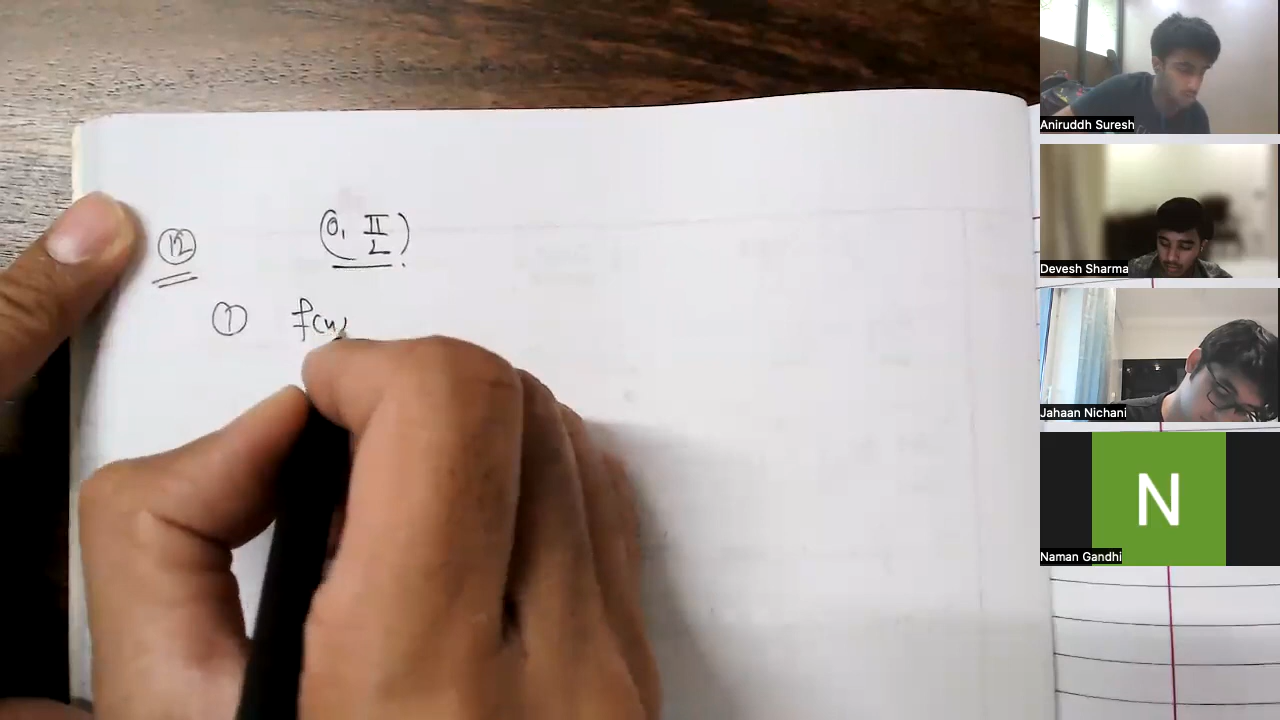 ⑫ (0, π/2)
① f(x)
Aniruddh Suresh
Devesh Sharma
Jahaan Nichani
N
Naman Gandhi